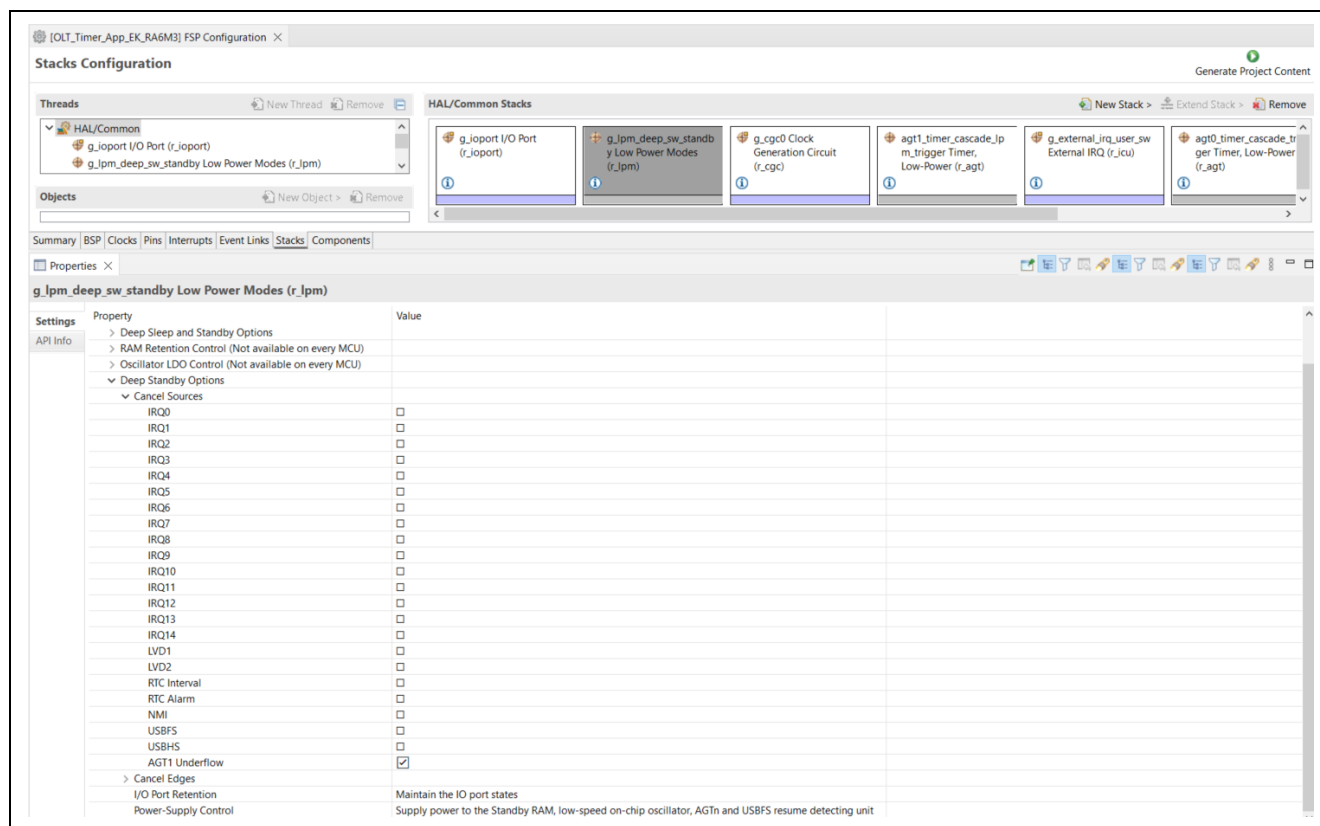 [OLT_Timer_App_EK_RA6M3] FSP Configuration
Stacks Configuration
Generate Project Content
Threads
New Thread
Remove
HAL/Common Stacks
New Stack >
Extend Stack >
Remove
HAL/Common
g_ioport I/O Port (r_ioport)
g_lpm_deep_sw_standby Low Power Modes (r_lpm)
g_ioport I/O Port
(r_ioport)
g_lpm_deep_sw_standb
y Low Power Modes
(r_lpm)
g_cgc0 Clock
Generation Circuit
(r_cgc)
agt1_timer_cascade_lp
m_trigger Timer,
Low-Power (r_agt)
g_external_irq_user_sw
External IRQ (r_icu)
agt0_timer_cascade_tr
ger Timer, Low-Power
(r_agt)
Objects
New Object >
Remove
Summary BSP Clocks Pins Interrupts Event Links Stacks Components
Properties
g_lpm_deep_sw_standby Low Power Modes (r_lpm)
Settings
API Info
Property Value
Deep Sleep and Standby Options
RAM Retention Control (Not available on every MCU)
Oscillator LDO Control (Not available on every MCU)
Deep Standby Options
Cancel Sources
IRQ0
IRQ1
IRQ2
IRQ3
IRQ4
IRQ5
IRQ6
IRQ7
IRQ8
IRQ9
IRQ10
IRQ11
IRQ12
IRQ13
IRQ14
LVD1
LVD2
RTC Interval
RTC Alarm
NMI
USBFS
USBHS
AGT1 Underflow
Cancel Edges
I/O Port Retention Maintain the IO port states
Power-Supply Control Supply power to the Standby RAM, low-speed on-chip oscillator, AGTn and USBFS resume detecting unit